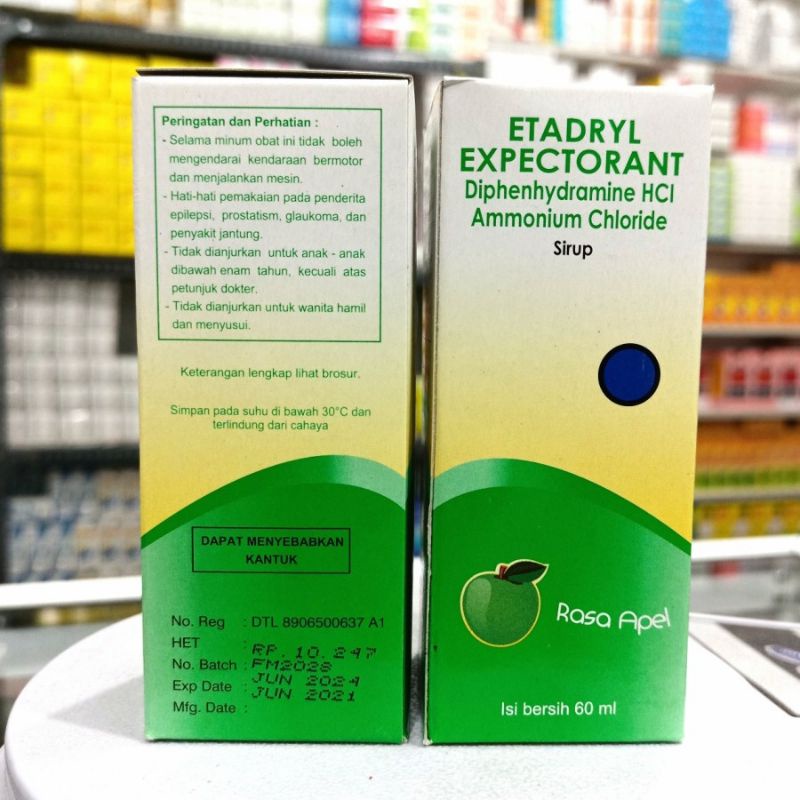 Peringatan dan Perhatian :
- Selama minum obat ini tidak boleh
mengendarai kendaraan bermotor
dan menjalankan mesin.
- Hati-hati pemakaian pada penderita
epilepsi, prostatism, glaukoma, dan
penyakit jantung.
- Tidak dianjurkan untuk anak - anak
dibawah enam tahun, kecuali atas
petunjuk dokter.
- Tidak dianjurkan untuk wanita hamil
dan menyusui.
Keterangan lengkap lihat brosur.
Simpan pada suhu di bawah 30°C dan
terlindung dari cahaya
DAPAT MENYEBABKAN
KANTUK
No. Reg : DTL 8906500637 A1
HET : RP. 10. 247
No. Batch : FM2028
Exp Date : JUN 2024
Mfg. Date : JUN 2021
ETADRYL
EXPECTORANT
Diphenhydramine HCl
Ammonium Chloride
Sirup
Rasa Apel
Isi bersih 60 ml